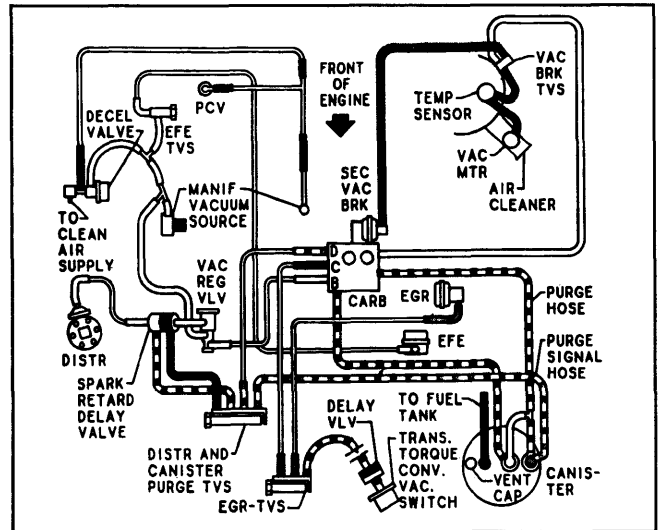 FRONT
OF
ENGINE
VAC
BRK
TVS
TEMP
SENSOR
VAC
MTR
AIR
CLEANER
PCV
DECEL
VALVE
EFE
TVS
SEC
VAC
BRK
MANIF
VACUUM
SOURCE
TO
CLEAN
AIR
SUPPLY
VAC
REG
VLV
D
C
B
CARB
EGR
EFE
PURGE
HOSE
PURGE
SIGNAL
HOSE
DISTR
SPARK
RETARD
DELAY
VALVE
DISTR AND
CANISTER
PURGE TVS
EGR-TVS
DELAY
VLV
TRANS.
TORQUE
CONV.
VAC.
SWITCH
TO FUEL
TANK
VENT
CAP
CANIS-
TER